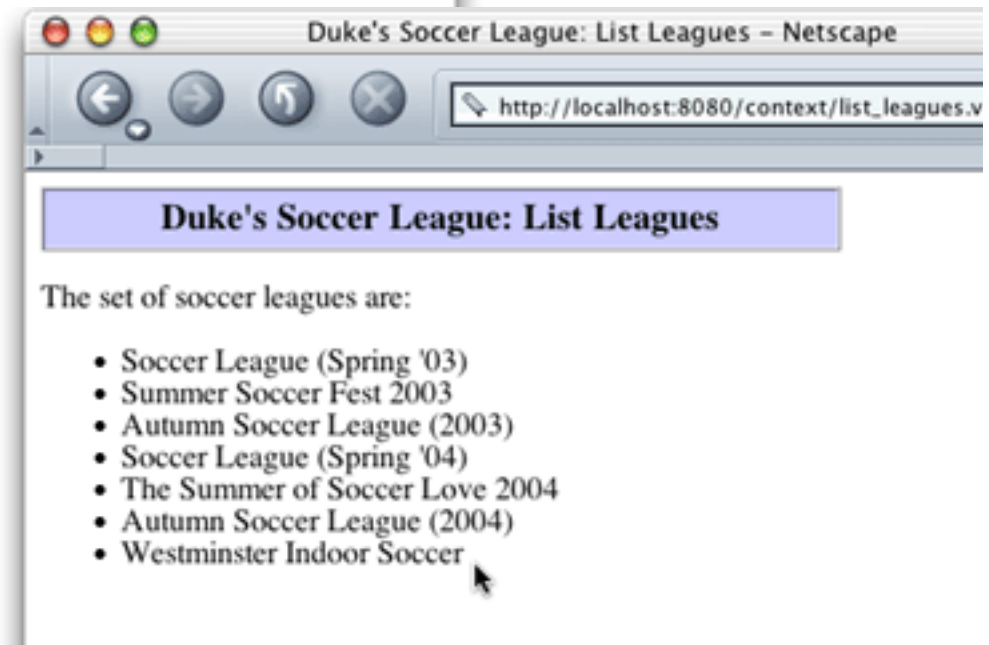 Duke's Soccer League: List Leagues – Netscape
http://localhost:8080/context/list_leagues.v
Duke's Soccer League: List Leagues
The set of soccer leagues are:
• Soccer League (Spring '03)
• Summer Soccer Fest 2003
• Autumn Soccer League (2003)
• Soccer League (Spring '04)
• The Summer of Soccer Love 2004
• Autumn Soccer League (2004)
• Westminster Indoor Soccer